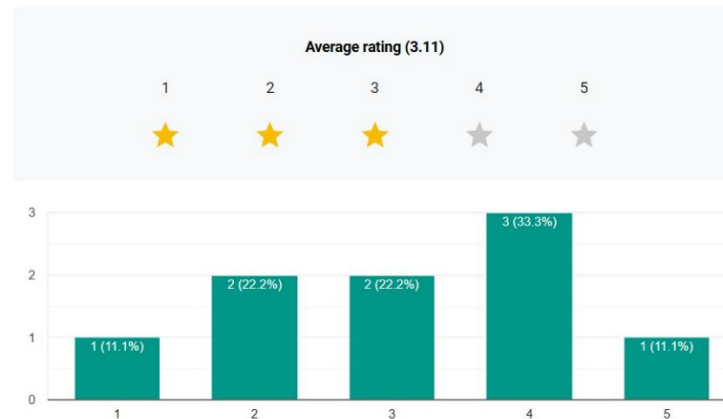 Average rating (3.11)
1 2 3 4 5
3
3 (33.3%)
2
2 (22.2%) 2 (22.2%)
1
1 (11.1%) 1 (11.1%)
0
1 2 3 4 5